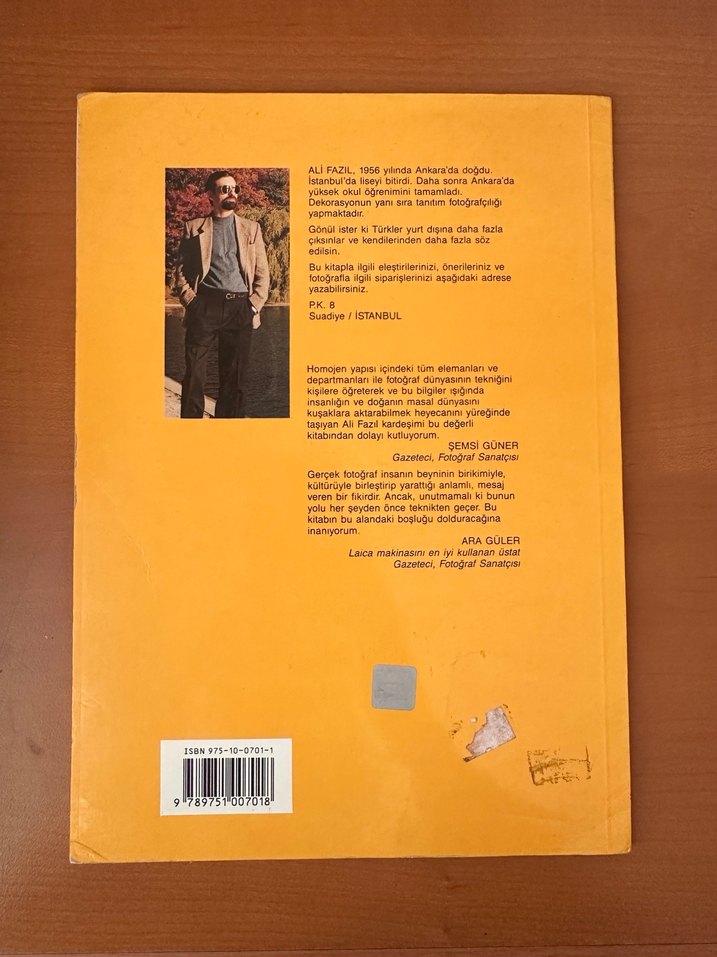 ALİ FAZIL, 1956 yılında Ankara'da doğdu.
İstanbul'da liseyi bitirdi. Daha sonra Ankara'da
yüksek okul öğrenimini tamamladı.
Dekorasyonun yanı sıra tanıtım fotoğrafçılığı
yapmaktadır.
Gönül ister ki Türkler yurt dışına daha fazla
çıksınlar ve kendilerinden daha fazla söz
edilsin.
Bu kitapla ilgili eleştirilerinizi, önerileriniz ve
fotoğrafla ilgili siparişlerinizi aşağıdaki adrese
yazabilirsiniz.
P.K. 8
Suadiye / İSTANBUL
Homojen yapısı içindeki tüm elemanları ve
departmanları ile fotoğraf dünyasının tekniğini
kişilere öğreterek ve bu bilgiler ışığında
insanlığın ve doğanın masal dünyasını
kuşaklara aktarabilmek heyecanını yüreğinde
taşıyan Ali Fazıl kardeşimi bu değerli
kitabından dolayı kutluyorum.
ŞEMSİ GÜNER
Gazeteci, Fotoğraf Sanatçısı
Gerçek fotoğraf insanın beyninin birikimiyle,
kültürüyle birleştirip yarattığı anlamlı, mesaj
veren bir fikirdir. Ancak, unutmamalı ki bunun
yolu her şeyden önce teknikten geçer. Bu
kitabın bu alandaki boşluğu dolduracağına
inanıyorum.
ARA GÜLER
Laica makinasını en iyi kullanan üstat
Gazeteci, Fotoğraf Sanatçısı
ISBN 975-10-0701-1
9 789751 007018